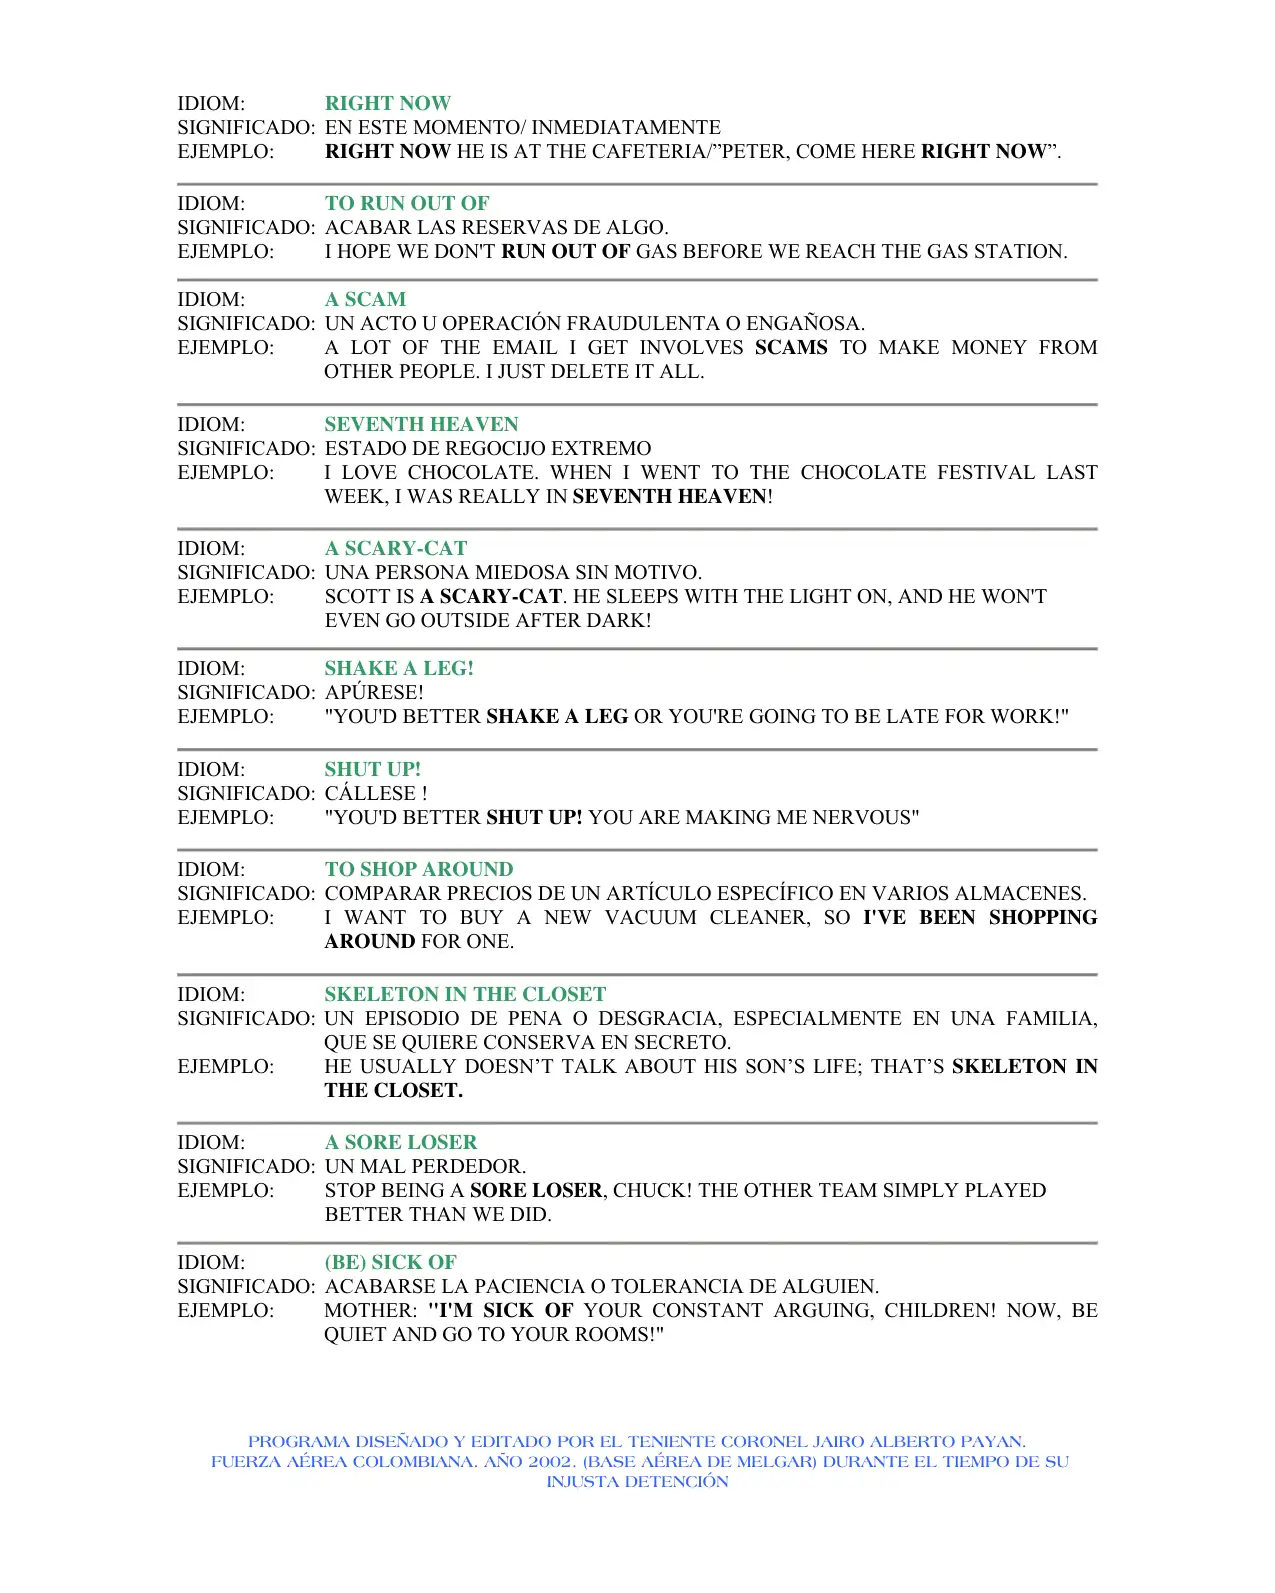 IDIOM: RIGHT NOW
SIGNIFICADO: EN ESTE MOMENTO/ INMEDIATAMENTE
EJEMPLO: RIGHT NOW HE IS AT THE CAFETERIA/”PETER, COME HERE RIGHT NOW”.
IDIOM: TO RUN OUT OF
SIGNIFICADO: ACABAR LAS RESERVAS DE ALGO.
EJEMPLO: I HOPE WE DON'T RUN OUT OF GAS BEFORE WE REACH THE GAS STATION.
IDIOM: A SCAM
SIGNIFICADO: UN ACTO U OPERACIÓN FRAUDULENTA O ENGAÑOSA.
EJEMPLO: A LOT OF THE EMAIL I GET INVOLVES SCAMS TO MAKE MONEY FROM
OTHER PEOPLE. I JUST DELETE IT ALL.
IDIOM: SEVENTH HEAVEN
SIGNIFICADO: ESTADO DE REGOCIJO EXTREMO
EJEMPLO: I LOVE CHOCOLATE. WHEN I WENT TO THE CHOCOLATE FESTIVAL LAST
WEEK, I WAS REALLY IN SEVENTH HEAVEN!
IDIOM: A SCARY-CAT
SIGNIFICADO: UNA PERSONA MIEDOSA SIN MOTIVO.
EJEMPLO: SCOTT IS A SCARY-CAT. HE SLEEPS WITH THE LIGHT ON, AND HE WON'T
EVEN GO OUTSIDE AFTER DARK!
IDIOM: SHAKE A LEG!
SIGNIFICADO: APÚRESE!
EJEMPLO: "YOU'D BETTER SHAKE A LEG OR YOU'RE GOING TO BE LATE FOR WORK!"
IDIOM: SHUT UP!
SIGNIFICADO: CÁLLESE !
EJEMPLO: "YOU'D BETTER SHUT UP! YOU ARE MAKING ME NERVOUS"
IDIOM: TO SHOP AROUND
SIGNIFICADO: COMPARAR PRECIOS DE UN ARTÍCULO ESPECÍFICO EN VARIOS ALMACENES.
EJEMPLO: I WANT TO BUY A NEW VACUUM CLEANER, SO I'VE BEEN SHOPPING
AROUND FOR ONE.
IDIOM: SKELETON IN THE CLOSET
SIGNIFICADO: UN EPISODIO DE PENA O DESGRACIA, ESPECIALMENTE EN UNA FAMILIA,
QUE SE QUIERE CONSERVA EN SECRETO.
EJEMPLO: HE USUALLY DOESN’T TALK ABOUT HIS SON’S LIFE; THAT’S SKELETON IN
THE CLOSET.
IDIOM: A SORE LOSER
SIGNIFICADO: UN MAL PERDEDOR.
EJEMPLO: STOP BEING A SORE LOSER, CHUCK! THE OTHER TEAM SIMPLY PLAYED
BETTER THAN WE DID.
IDIOM: (BE) SICK OF
SIGNIFICADO: ACABARSE LA PACIENCIA O TOLERANCIA DE ALGUIEN.
EJEMPLO: MOTHER: "I'M SICK OF YOUR CONSTANT ARGUING, CHILDREN! NOW, BE
QUIET AND GO TO YOUR ROOMS!"
PROGRAMA DISEÑADO Y EDITADO POR EL TENIENTE CORONEL JAIRO ALBERTO PAYAN.
FUERZA AÉREA COLOMBIANA. AÑO 2002. (BASE AÉREA DE MELGAR) DURANTE EL TIEMPO DE SU
INJUSTA DETENCIÓN